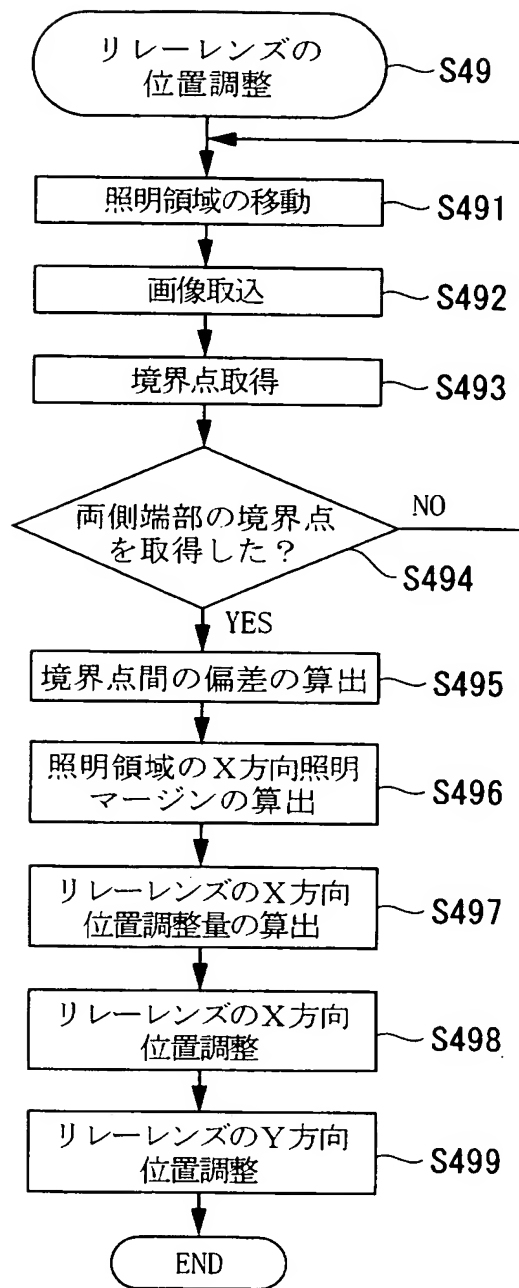 リレーレンズの
位置調整
S49
照明領域の移動
S491
画像取込
S492
境界点取得
S493
両側端部の境界点
を取得した?
NO
S494
YES
境界点間の偏差の算出
S495
照明領域のX方向照明
マージンの算出
S496
リレーレンズのX方向
位置調整量の算出
S497
リレーレンズのX方向
位置調整
S498
リレーレンズのY方向
位置調整
S499
END